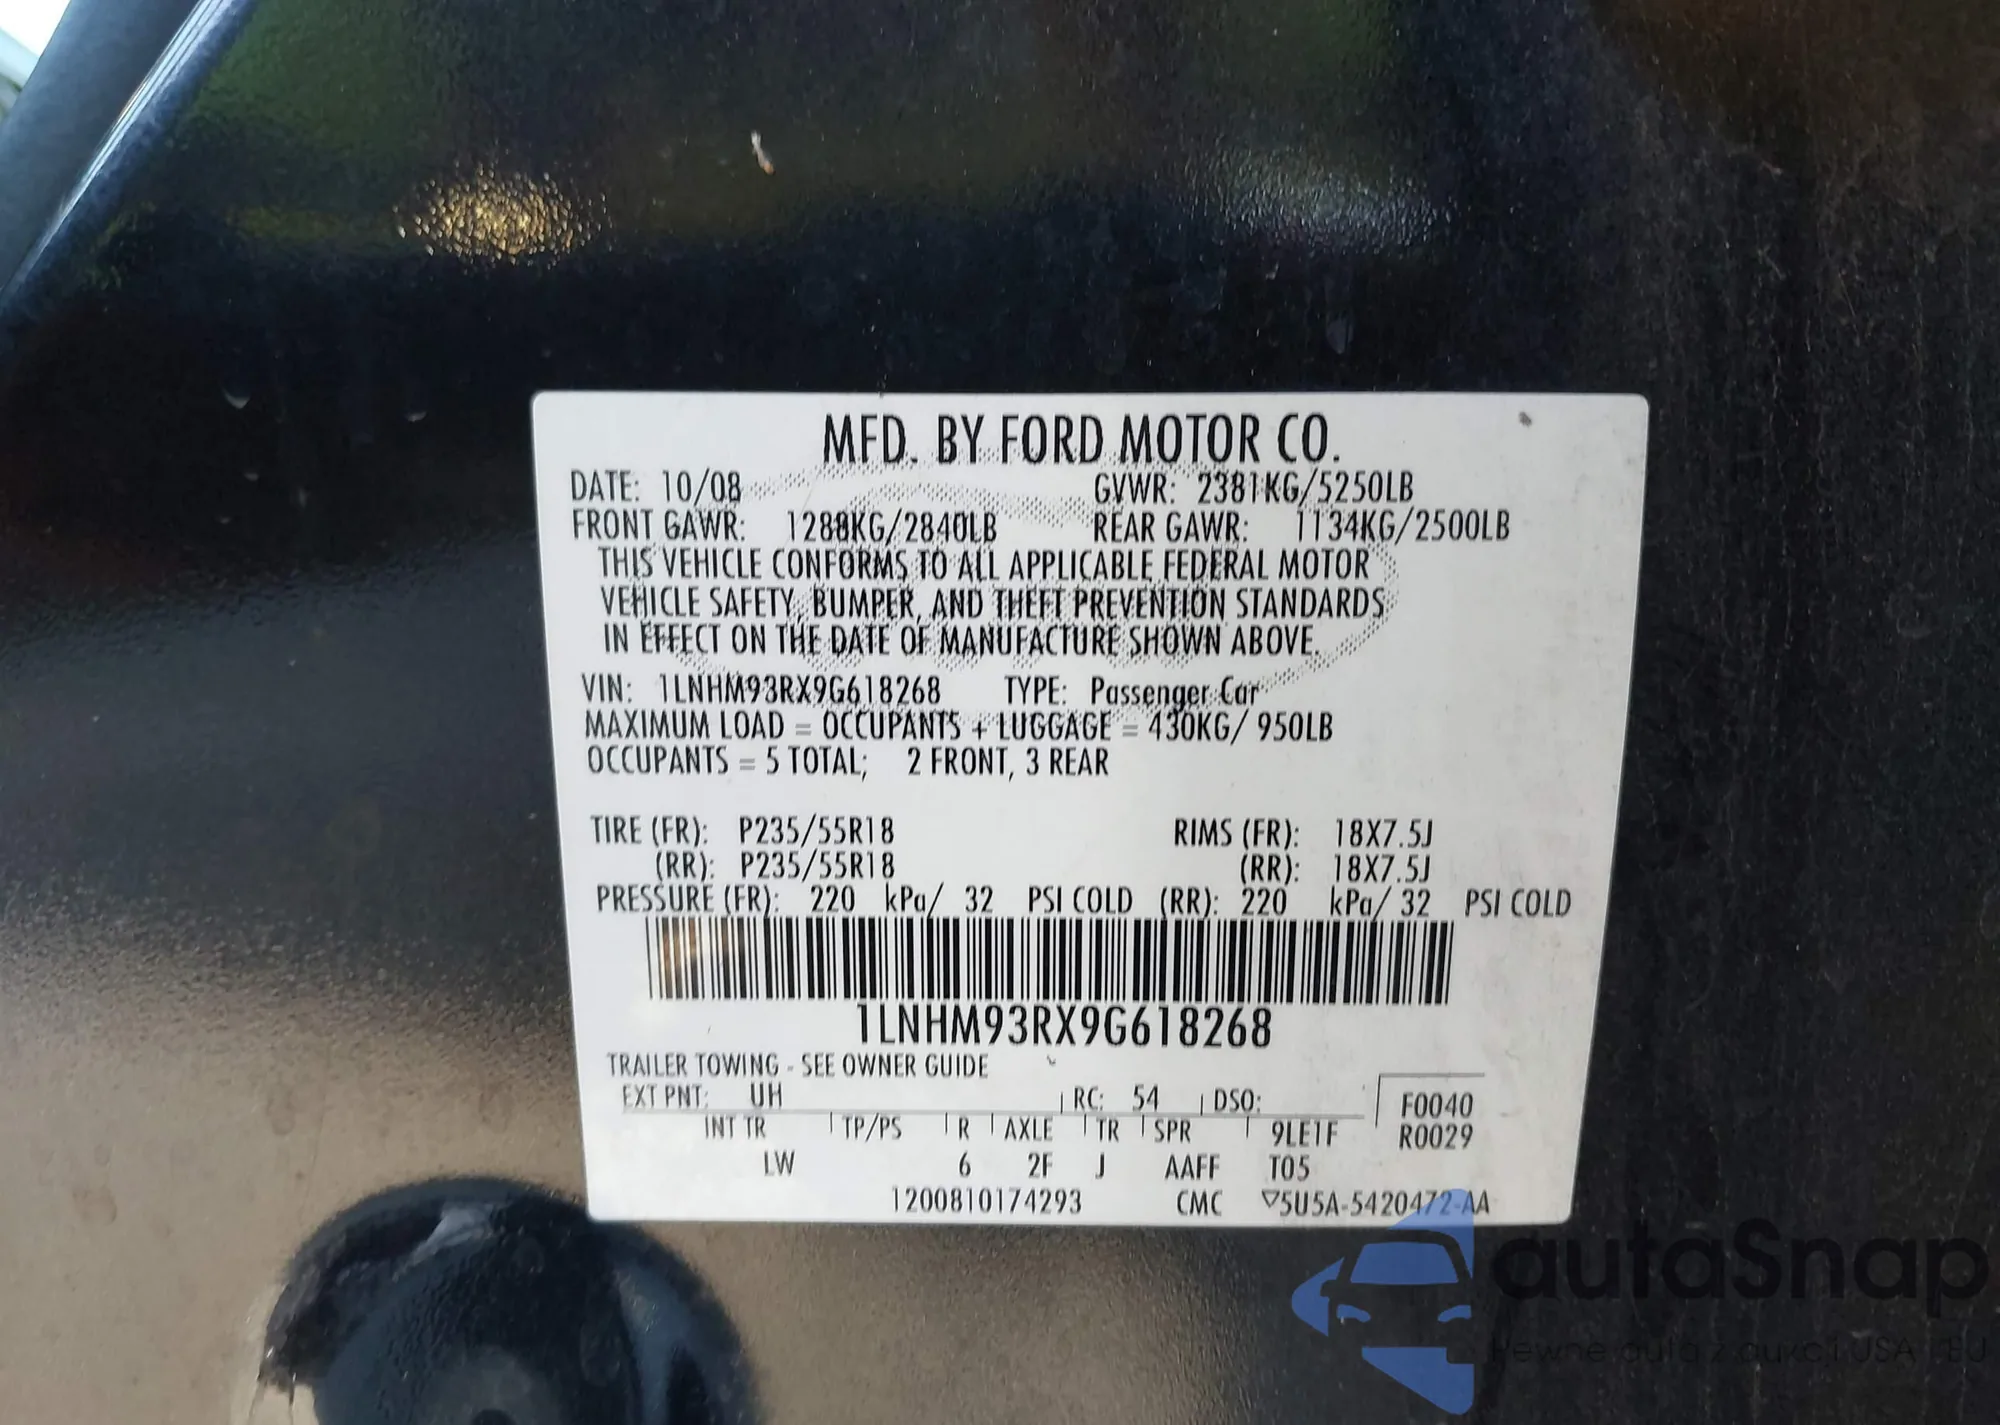 MFD. BY FORD MOTOR CO.
DATE: 10/08 GVWR: 2381KG/5250LB
FRONT GAWR: 1288KG/2840LB REAR GAWR: 1134KG/2500LB
THIS VEHICLE CONFORMS TO ALL APPLICABLE FEDERAL MOTOR
VEHICLE SAFETY, BUMPER, AND THEFT PREVENTION STANDARDS
IN EFFECT ON THE DATE OF MANUFACTURE SHOWN ABOVE.
VIN: 1LNHM93RX9G618268 TYPE: Passenger Car
MAXIMUM LOAD = OCCUPANTS + LUGGAGE = 430KG/ 950LB
OCCUPANTS = 5 TOTAL; 2 FRONT, 3 REAR
TIRE (FR): P235/55R18 RIMS (FR): 18X7.5J
(RR): P235/55R18 (RR): 18X7.5J
PRESSURE (FR): 220 kPa/ 32 PSI COLD (RR): 220 kPa/ 32 PSI COLD
1LNHM93RX9G618268
TRAILER TOWING - SEE OWNER GUIDE
EXT PNT: UH RC: 54 DSO: F0040
INT TR TP/PS R AXLE TR SPR 9LE1F R0029
LW 6 2F J AAFF T05
1200810174293 CMC ▽5U5A-5420472-AA
autaSnap
Pewne auta z aukcji USA i EU